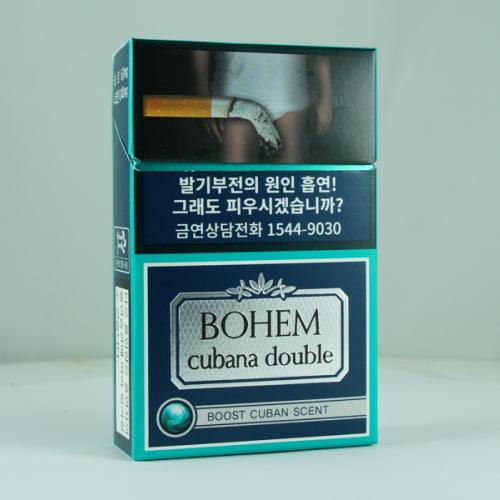 발기부전의 원인 흡연!
그래도 피우시겠습니까?
금연상담전화 1544-9030
BOHEM
cubana double
BOOST CUBAN SCENT